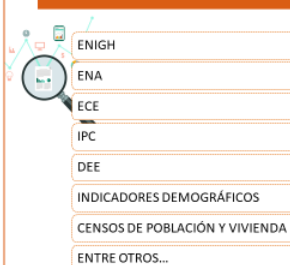 ENIGH
ENA
ECE
IPC
DEE
INDICADORES DEMOGRÁFICOS
CENSOS DE POBLACIÓN Y VIVIENDA
ENTRE OTROS...